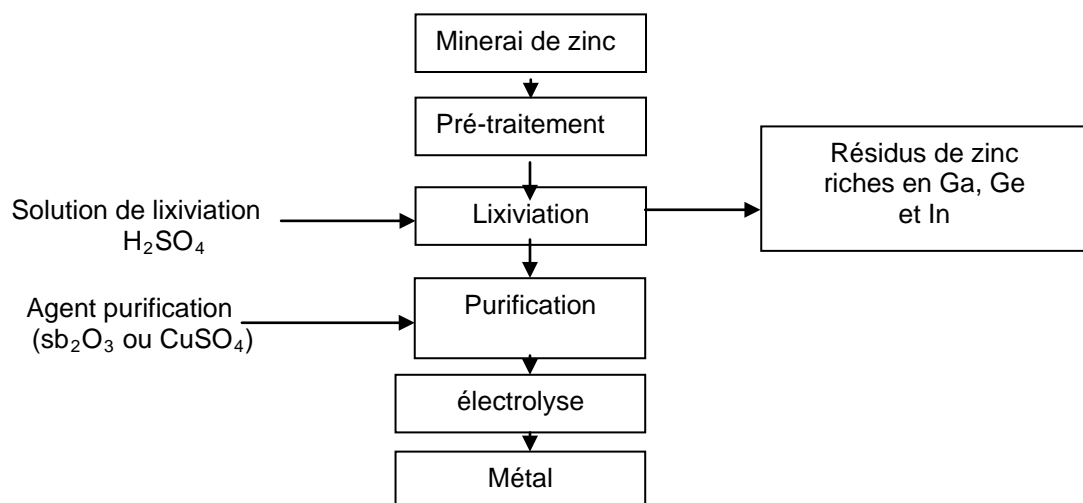 Minerai de zinc
Pré-traitement
Résidus de zinc
riches en Ga, Ge
et In
Solution de lixiviation
H₂SO₄
Lixiviation
Agent purification
(sb₂O₃ ou CuSO₄)
Purification
électrolyse
Métal